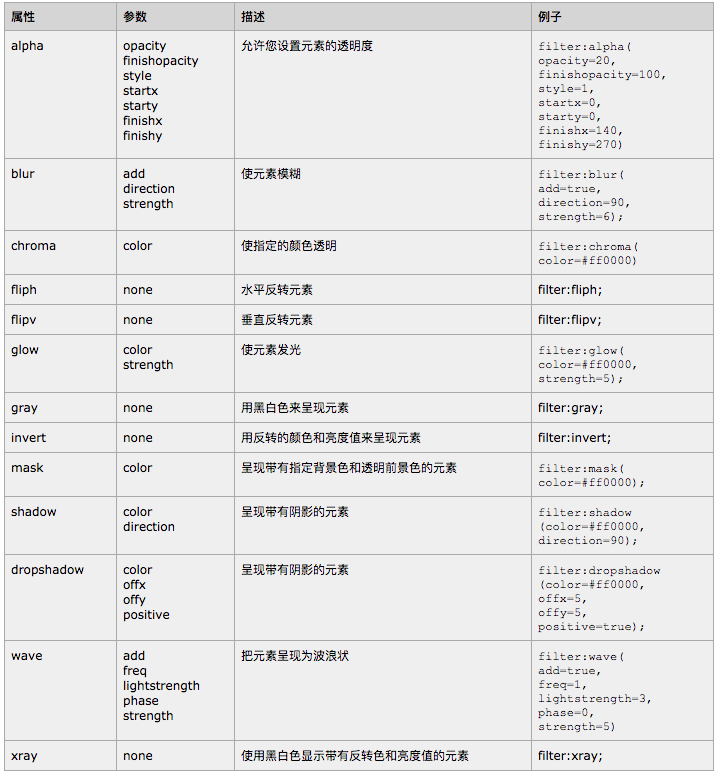 属性 参数 描述 例子
alpha opacity 允许您设置元素的透明度 filter:alpha(
finishopacity opacity=20,
style finishopacity=100,
startx style=1,
starty startx=0,
finishx starty=0,
finishy finishx=140,
finishy=270)
blur add 使元素模糊 filter:blur(
direction add=true,
strength direction=90,
strength=6);
chroma color 使指定的颜色透明 filter:chroma(
color=#ff0000)
fliph none 水平反转元素 filter:fliph;
flipv none 垂直反转元素 filter:flipv;
glow color 使元素发光 filter:glow(
strength color=#ff0000,
strength=5);
gray none 用黑白色来呈现元素 filter:gray;
invert none 用反转的颜色和亮度值来呈现元素 filter:invert;
mask color 呈现带有指定背景色和透明前景色的元素 filter:mask(
color=#ff0000);
shadow color 呈现带有阴影的元素 filter:shadow
direction (color=#ff0000,
direction=90);
dropshadow color 呈现带有阴影的元素 filter:dropshadow
offx (color=#ff0000,
offy offx=5,
positive offy=5,
positive=true);
wave add 把元素呈现为波浪状 filter:wave(
freq add=true,
lightstrength freq=1,
phase lightstrength=3,
strength phase=0,
strength=5)
xray none 使用黑白色显示带有反转色和亮度值的元素 filter:xray;